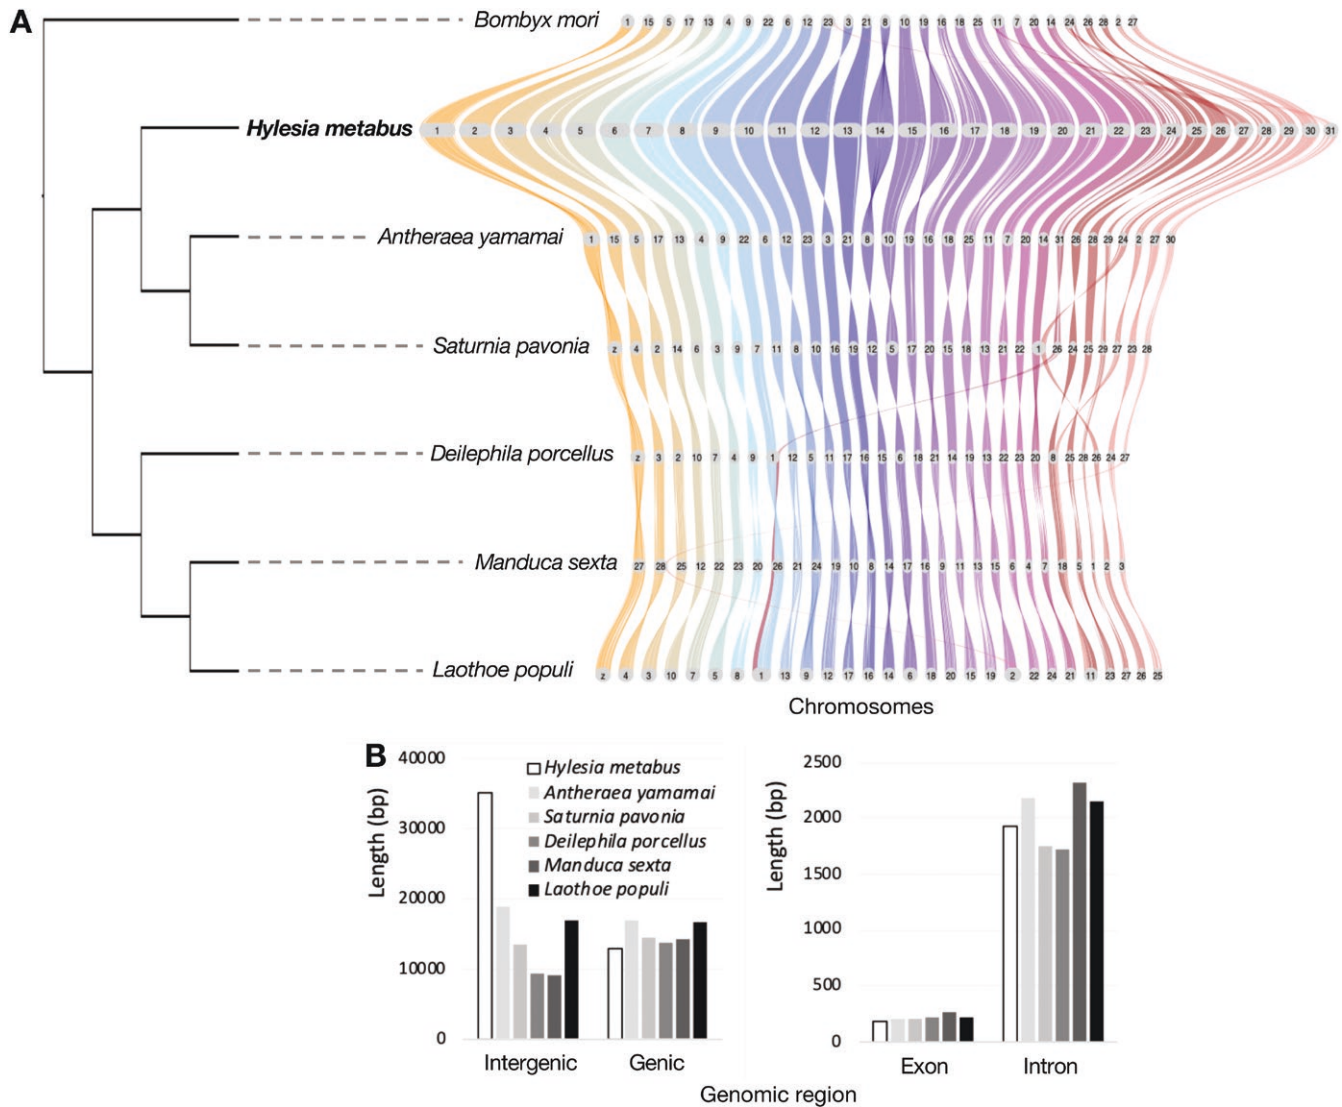 A
Bombyx mori
1 15 5 17 13 4 9 22 6 12 23 3 21 8 10 19 16 18 25 11 7 20 14 24 26 28 2 27
Hylesia metabus
1 2 3 4 5 6 7 8 9 10 11 12 13 14 15 16 17 18 19 20 21 22 23 24 25 26 27 28 29 30 31
Antheraea yamamai
1 15 5 17 13 4 9 22 6 12 23 3 21 8 10 19 16 18 25 11 7 20 14 31 26 28 29 24 2 27 30
Saturnia pavonia
z 4 2 14 6 3 9 7 11 8 10 16 19 12 5 17 20 15 18 13 21 22 1 26 24 25 29 27 23 28
Deilephila porcellus
z 3 2 10 7 4 9 1 12 5 11 17 16 15 6 18 21 14 19 13 22 23 20 8 25 28 26 24 27
Manduca sexta
27 28 25 12 22 23 20 26 21 24 19 10 8 14 17 16 9 11 13 15 6 4 7 18 5 1 2 3
Laothoe populi
z 4 3 10 7 5 8 1 13 9 12 17 16 14 6 18 20 15 19 2 22 24 21 11 23 27 26 25
Chromosomes
B
Length (bp)
40000
30000
20000
10000
0
Hylesia metabus
Antheraea yamamai
Saturnia pavonia
Deilephila porcellus
Manduca sexta
Laothoe populi
Intergenic Genic
Length (bp)
2500
2000
1500
1000
500
0
Exon Intron
Genomic region